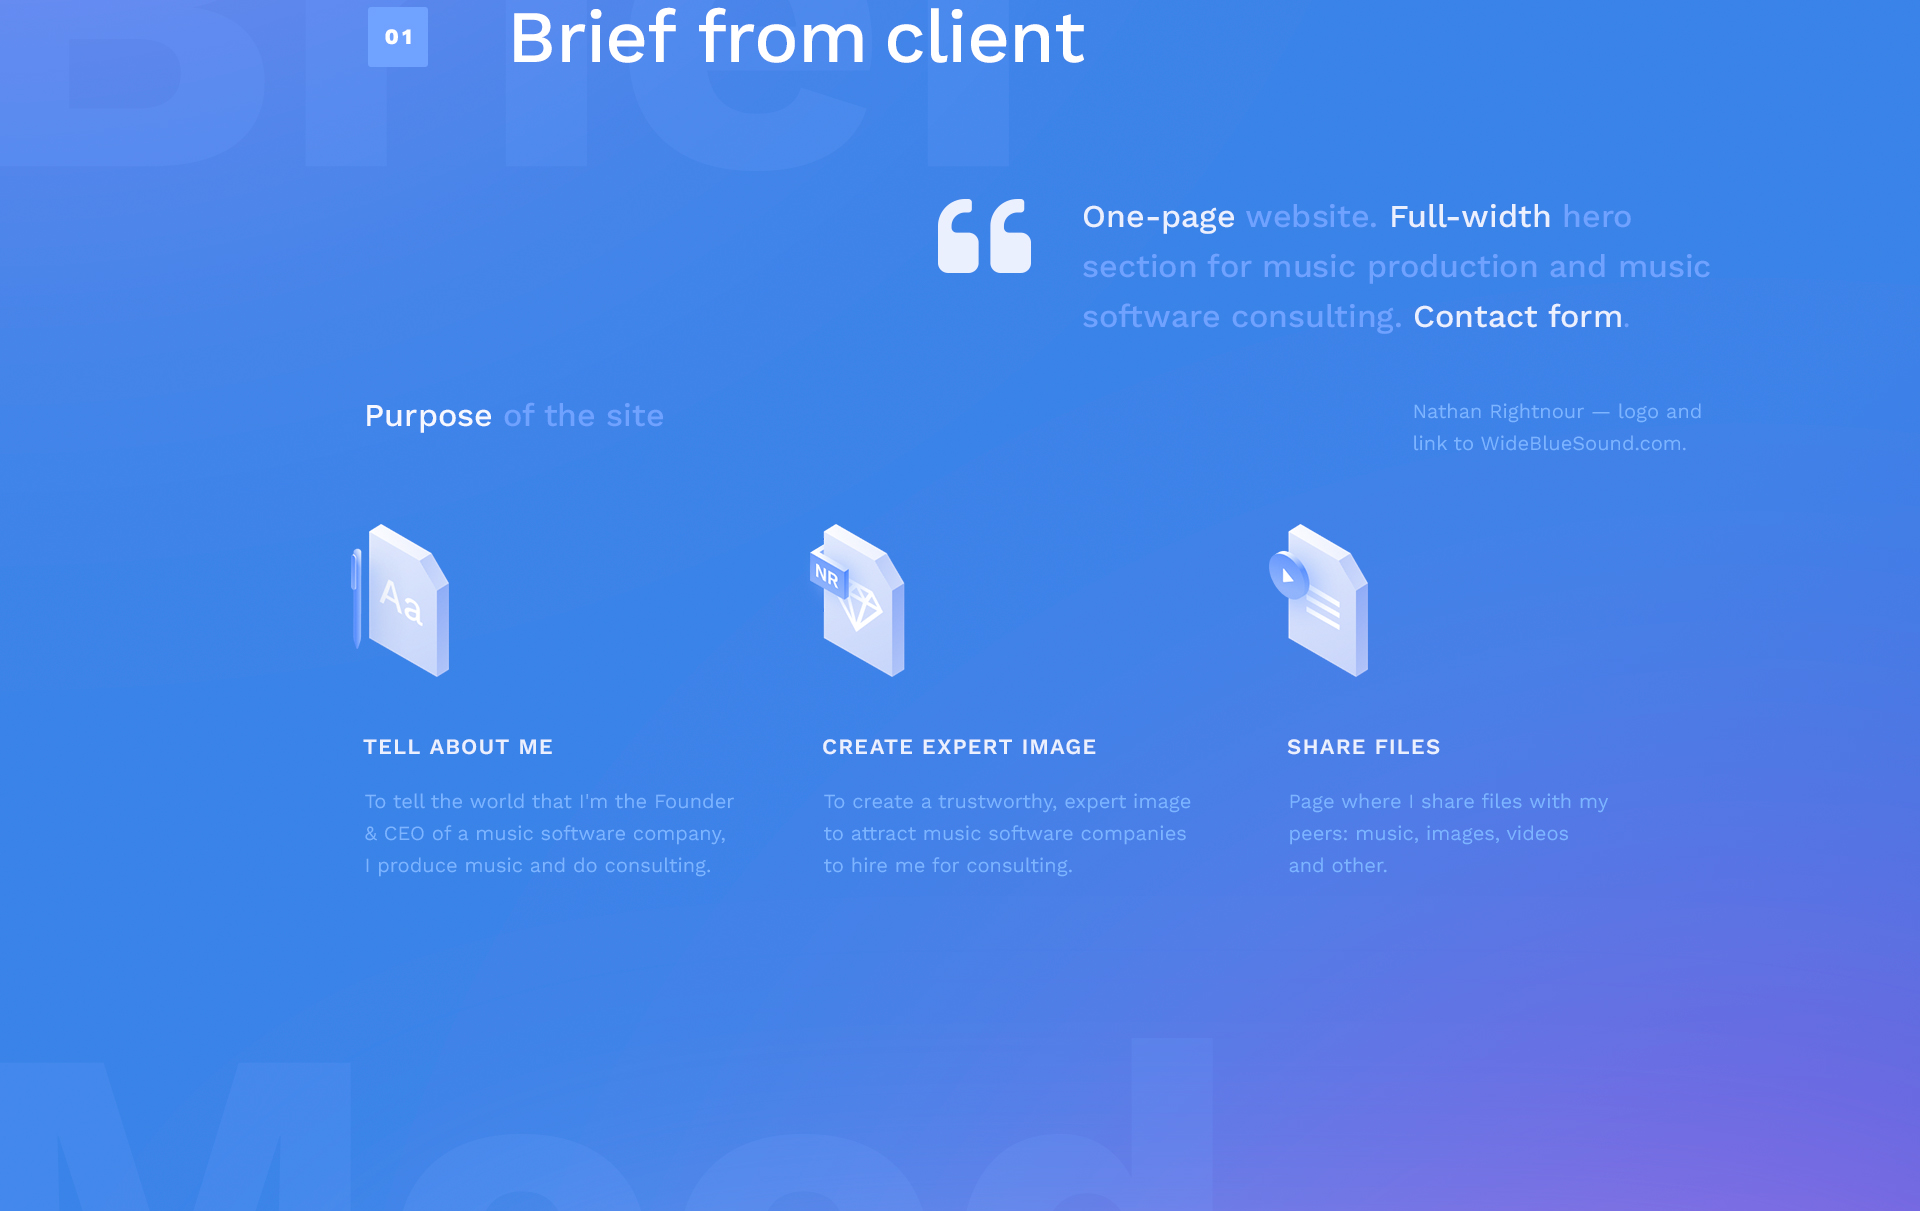 Brief
01
Brief from client
One-page website. Full-width hero
section for music production and music
software consulting. Contact form.
Purpose of the site
Nathan Rightnour — logo and
link to WideBlueSound.com.
Aa
NR
TELL ABOUT ME
To tell the world that I'm the Founder
& CEO of a music software company,
I produce music and do consulting.
CREATE EXPERT IMAGE
To create a trustworthy, expert image
to attract music software companies
to hire me for consulting.
SHARE FILES
Page where I share files with my
peers: music, images, videos
and other.
Mood